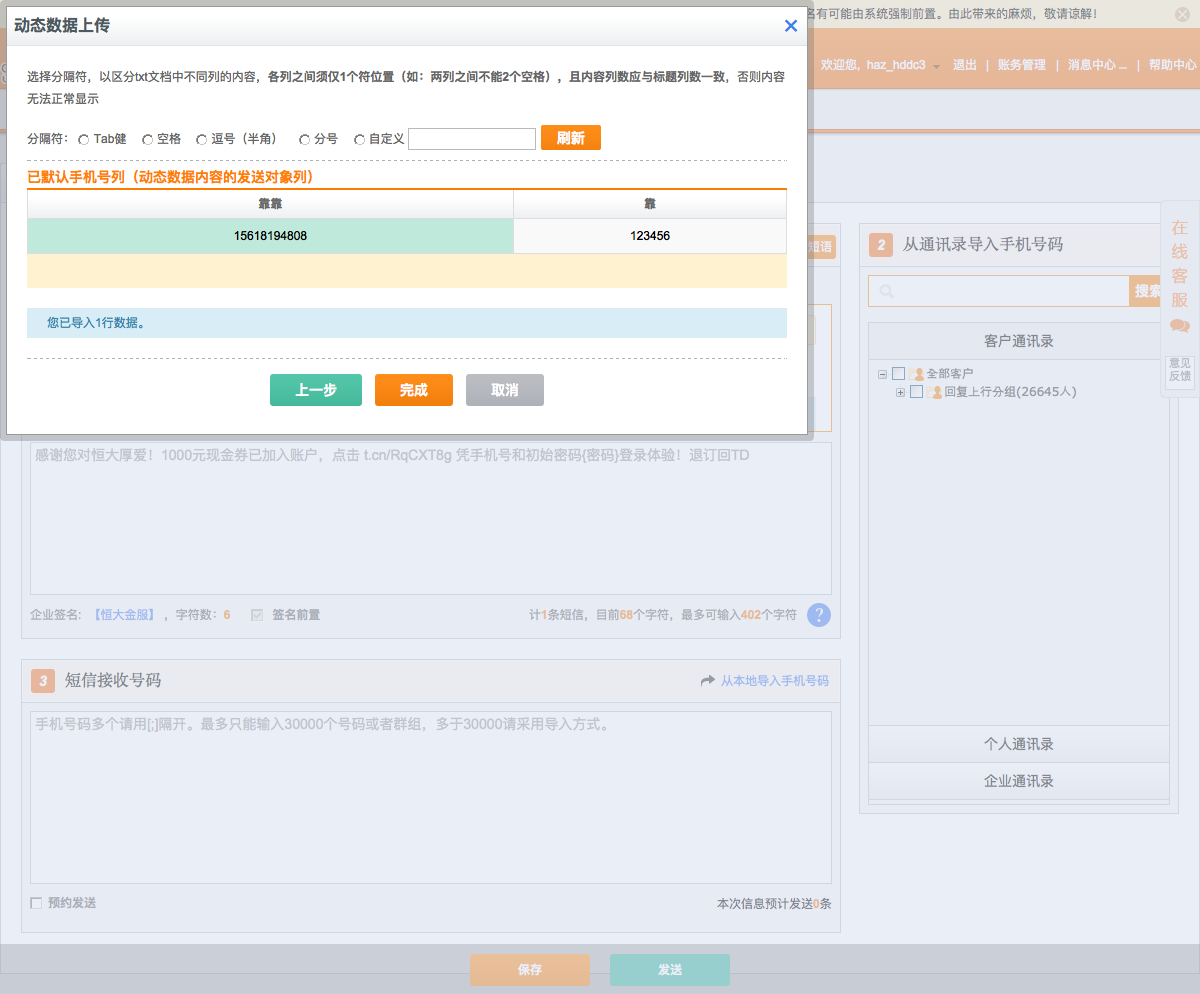 动态数据上传
名有可能由系统强制前置。由此带来的麻烦，敬请谅解！
欢迎您, haz_hddc3 退出 | 账务管理 | 消息中心 ... | 帮助中心
选择分隔符，以区分txt文档中不同列的内容，各列之间须仅1个符位置（如：两列之间不能2个空格），且内容列数应与标题列数一致，否则内容
无法正常显示
分隔符： Tab健 空格 逗号（半角） 分号 自定义 刷新
已默认手机号列（动态数据内容的发送对象列）
靠靠 靠
15618194808 123456
您已导入1行数据。
上一步 完成 取消
短语
感谢您对恒大厚爱！1000元现金券已加入账户，点击 t.cn/RqCXT8g 凭手机号和初始密码{密码}登录体验！退订回TD
企业签名: 【恒大金服】 ，字符数：6 签名前置 计1条短信，目前68个字符，最多可输入402个字符 ?
3 短信接收号码 从本地导入手机号码
手机号码多个请用[;]隔开。最多只能输入30000个号码或者群组，多于30000请采用导入方式。
预约发送 本次信息预计发送0条
2 从通讯录导入手机号码
搜索
客户通讯录
全部客户
回复上行分组(26645人)
个人通讯录
企业通讯录
在
线
客
服
意见
反馈
保存 发送